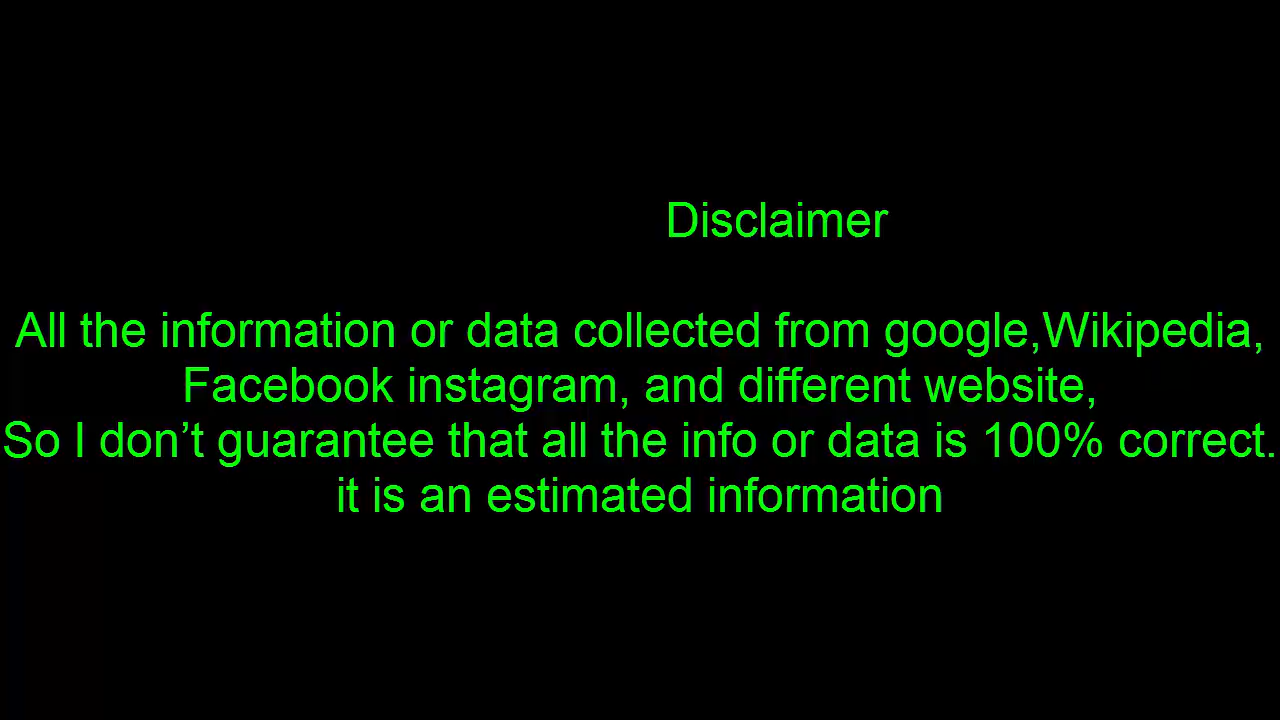 Disclaimer
All the information or data collected from google,Wikipedia,
Facebook instagram, and different website,
So I don’t guarantee that all the info or data is 100% correct.
it is an estimated information